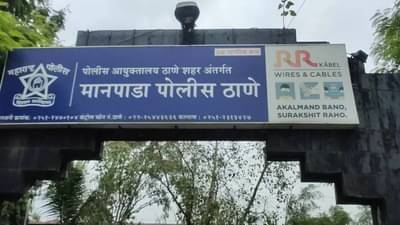 महाराष्ट्र पोलीस
पोलीस आयुक्तालय ठाणे शहर अंतर्गत
मानपाडा पोलीस ठाणे
RR KABEL
WIRES & CABLES
AKALMAND BANO,
SURAKSHIT RAHO.